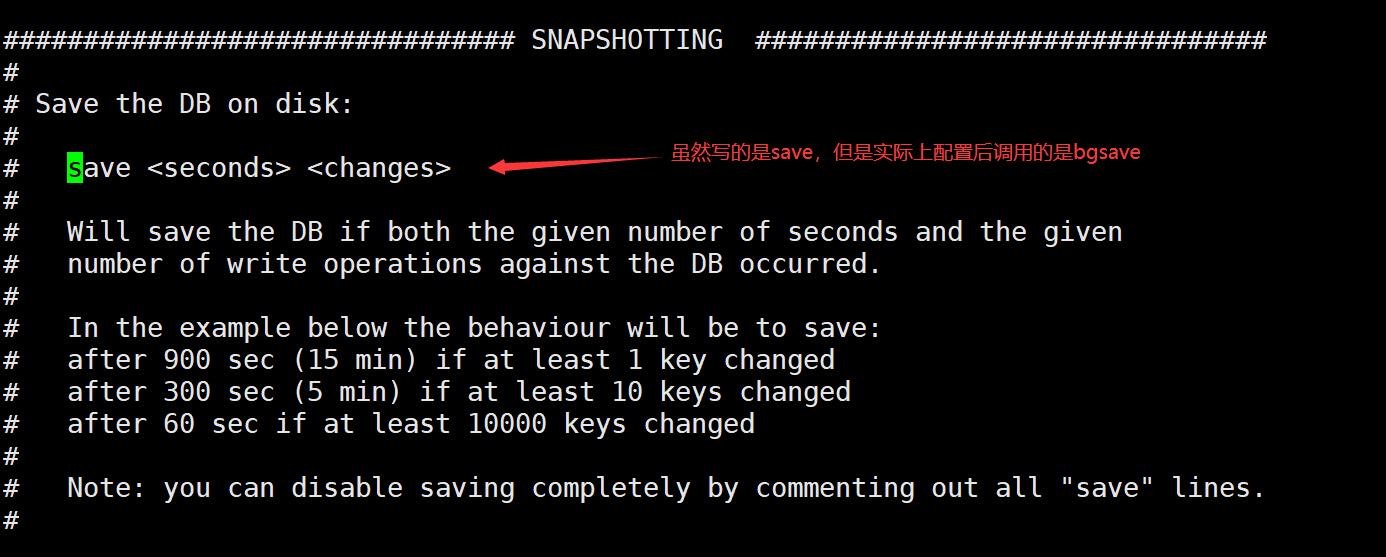 ################################ SNAPSHOTTING  ################################
#
# Save the DB on disk:
#
#   save <seconds> <changes>
虽然写的是save，但是实际上配置后调用的是bgsave
#
#   Will save the DB if both the given number of seconds and the given
#   number of write operations against the DB occurred.
#
#   In the example below the behaviour will be to save:
#   after 900 sec (15 min) if at least 1 key changed
#   after 300 sec (5 min) if at least 10 keys changed
#   after 60 sec if at least 10000 keys changed
#
#   Note: you can disable saving completely by commenting out all "save" lines.
#